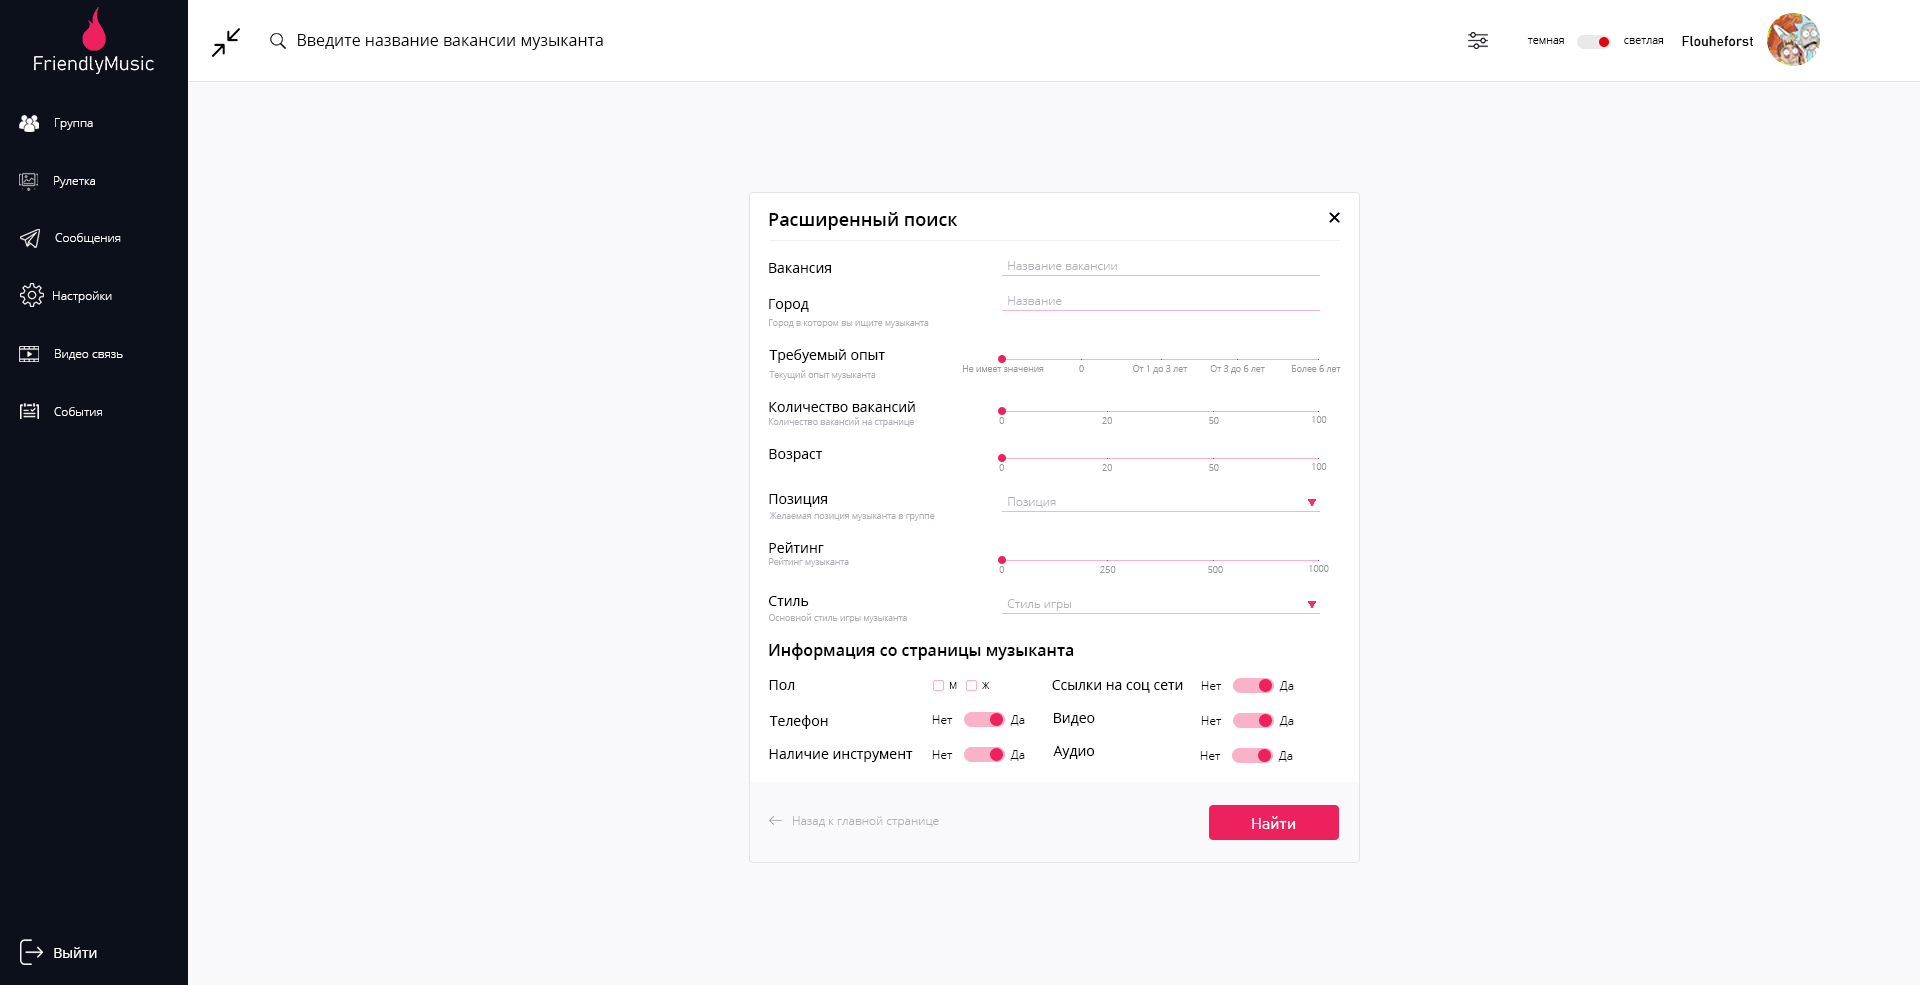 FriendlyMusic
Группа
Рулетка
Сообщения
Настройки
Видео связь
События
Выйти
Введите название вакансии музыканта
темная
светлая
Flouheforst
Расширенный поиск
Вакансия
Название вакансии
Город
Название
Город в котором вы ищите музыканта
Требуемый опыт
Текущий опыт музыканта
Не имеет значения 0 От 1 до 3 лет От 3 до 6 лет Более 6 лет
Количество вакансий
Количество вакансий на странице
0 20 50 100
Возраст
0 20 50 100
Позиция
Позиция
Желаемая позиция музыканта в группе
Рейтинг
Рейтинг музыканта
0 250 500 1000
Стиль
Стиль игры
Основной стиль игры музыканта
Информация со страницы музыканта
Пол М Ж
Ссылки на соц сети Нет Да
Телефон Нет Да
Видео Нет Да
Наличие инструмент Нет Да
Аудио Нет Да
Назад к главной странице
Найти